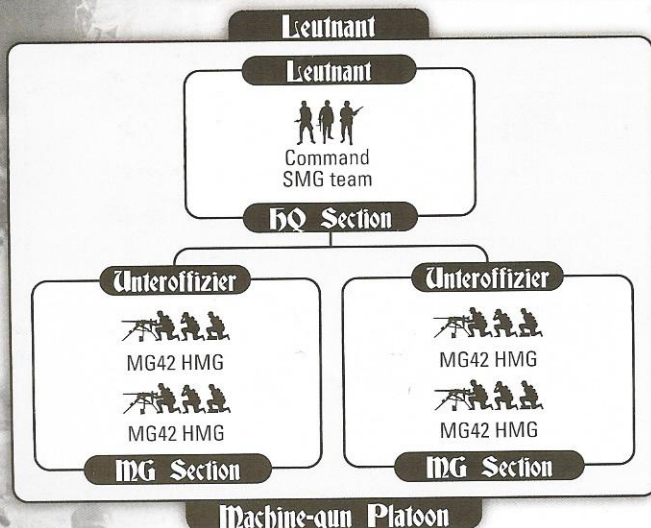 Leutnant
Leutnant
Command
SMG team
HQ Section
Unteroffizier
MG42 HMG
MG42 HMG
MG Section
Unteroffizier
MG42 HMG
MG42 HMG
MG Section
Machine-gun Platoon